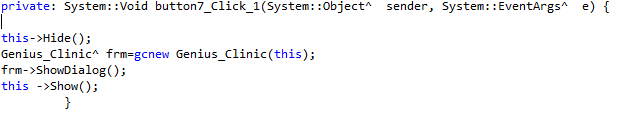 private: System::Void button7_Click_1(System::Object^  sender, System::EventArgs^  e) {
this->Hide();
Genius_Clinic^ frm=gcnew Genius_Clinic(this);
frm->ShowDialog();
this ->Show();
}